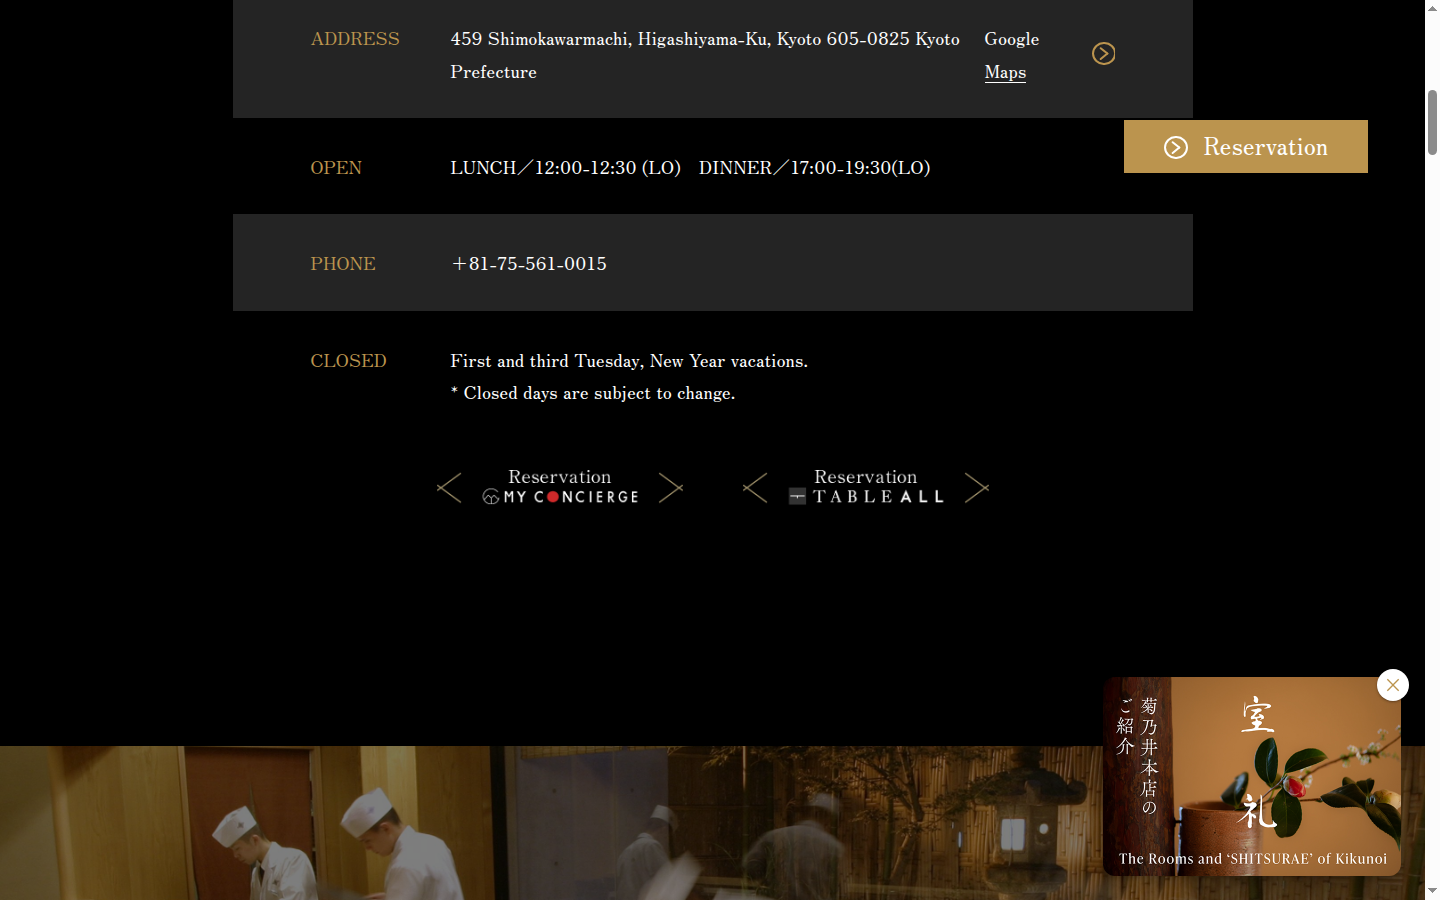 ADDRESS
459 Shimokawarmachi, Higashiyama-Ku, Kyoto 605-0825 Kyoto
Prefecture
Google
Maps
Reservation
OPEN
LUNCH／12:00-12:30 (LO)　DINNER／17:00-19:30(LO)
PHONE
＋81-75-561-0015
CLOSED
First and third Tuesday, New Year vacations.
* Closed days are subject to change.
Reservation
MY CONCIERGE
Reservation
TABLEALL
菊乃井本店の
ご紹介
室礼
The Rooms and ‘SHITSURAE’ of Kikunoi